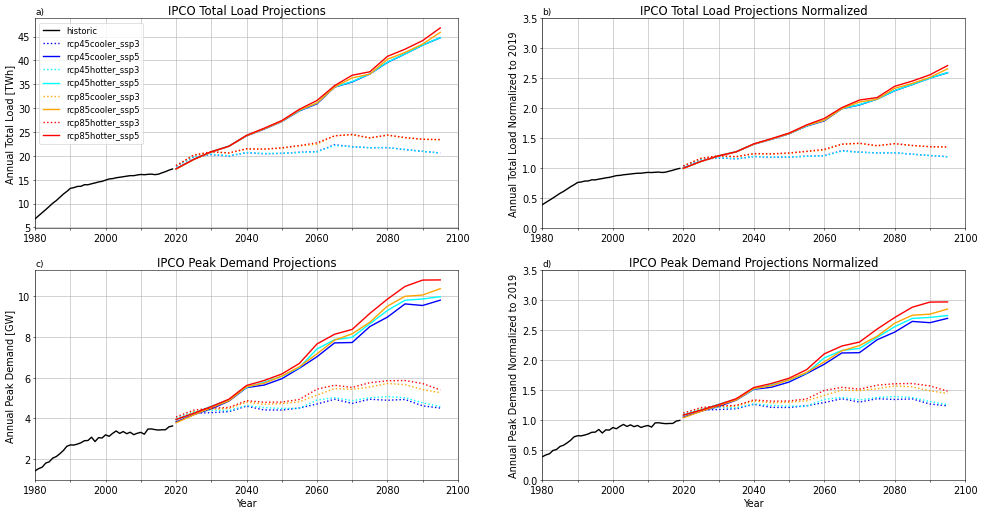 IPCO Total Load Projections
a)
Annual Total Load [TWh]
45
40
35
30
25
20
15
10
5
1980 2000 2020 2040 2060 2080 2100
historic
rcp45cooler_ssp3
rcp45cooler_ssp5
rcp45hotter_ssp3
rcp45hotter_ssp5
rcp85cooler_ssp3
rcp85cooler_ssp5
rcp85hotter_ssp3
rcp85hotter_ssp5
IPCO Total Load Projections Normalized
b)
Annual Total Load Normalized to 2019
3.5
3.0
2.5
2.0
1.5
1.0
0.5
0.0
1980 2000 2020 2040 2060 2080 2100
IPCO Peak Demand Projections
c)
Annual Peak Demand [GW]
10
8
6
4
2
1980 2000 2020 2040 2060 2080 2100
Year
IPCO Peak Demand Projections Normalized
d)
Annual Peak Demand Normalized to 2019
3.5
3.0
2.5
2.0
1.5
1.0
0.5
0.0
1980 2000 2020 2040 2060 2080 2100
Year